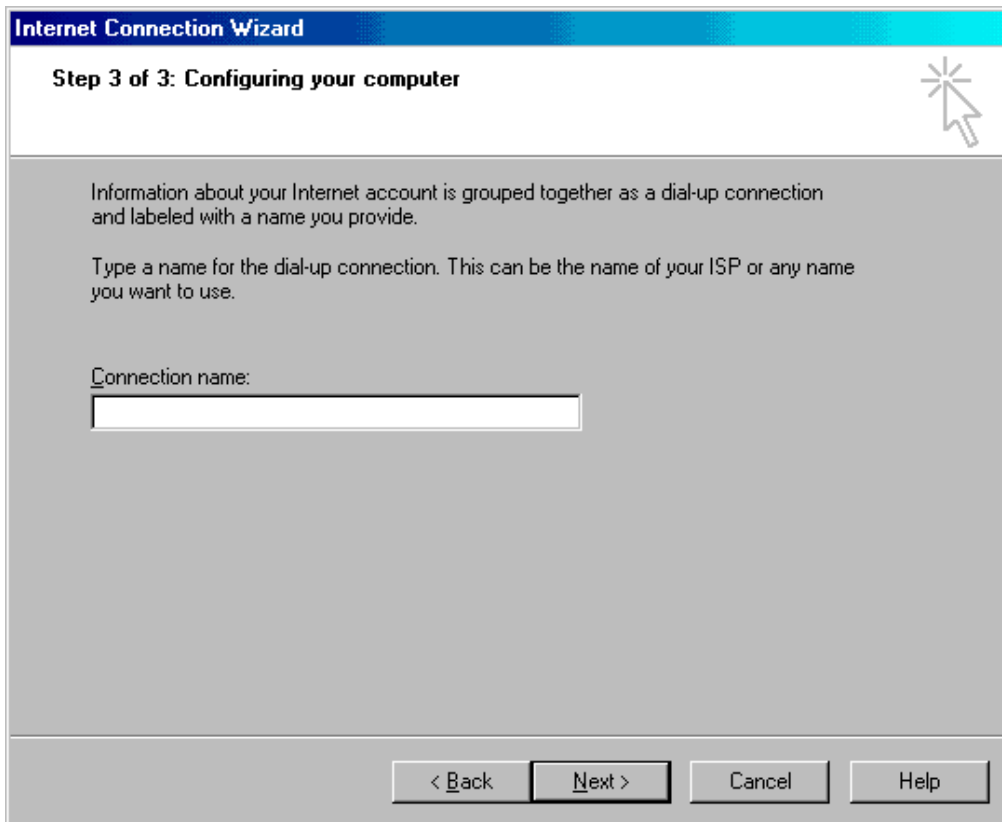 Internet Connection Wizard
Step 3 of 3: Configuring your computer
Information about your Internet account is grouped together as a dial-up connection
and labeled with a name you provide.
Type a name for the dial-up connection. This can be the name of your ISP or any name
you want to use.
Connection name:
< Back Next > Cancel Help